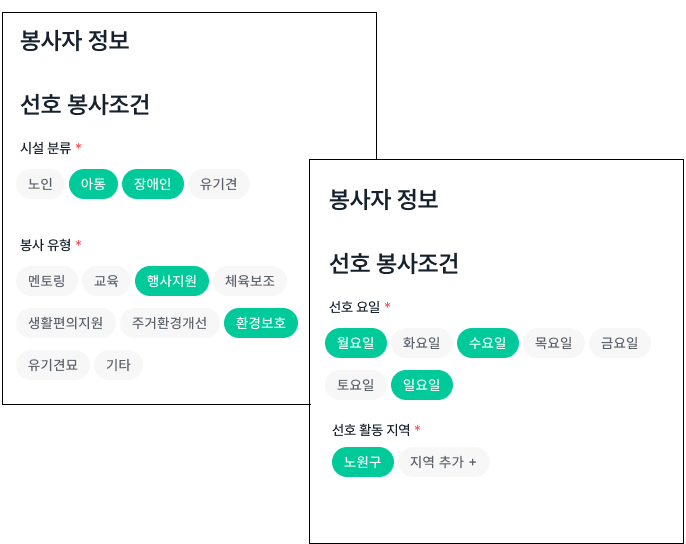 봉사자 정보
선호 봉사조건
시설 분류 *
노인 아동 장애인 유기견
봉사 유형 *
멘토링 교육 행사지원 체육보조
생활편의지원 주거환경개선 환경보호
유기견묘 기타
봉사자 정보
선호 봉사조건
선호 요일 *
월요일 화요일 수요일 목요일 금요일
토요일 일요일
선호 활동 지역 *
노원구 지역 추가 +